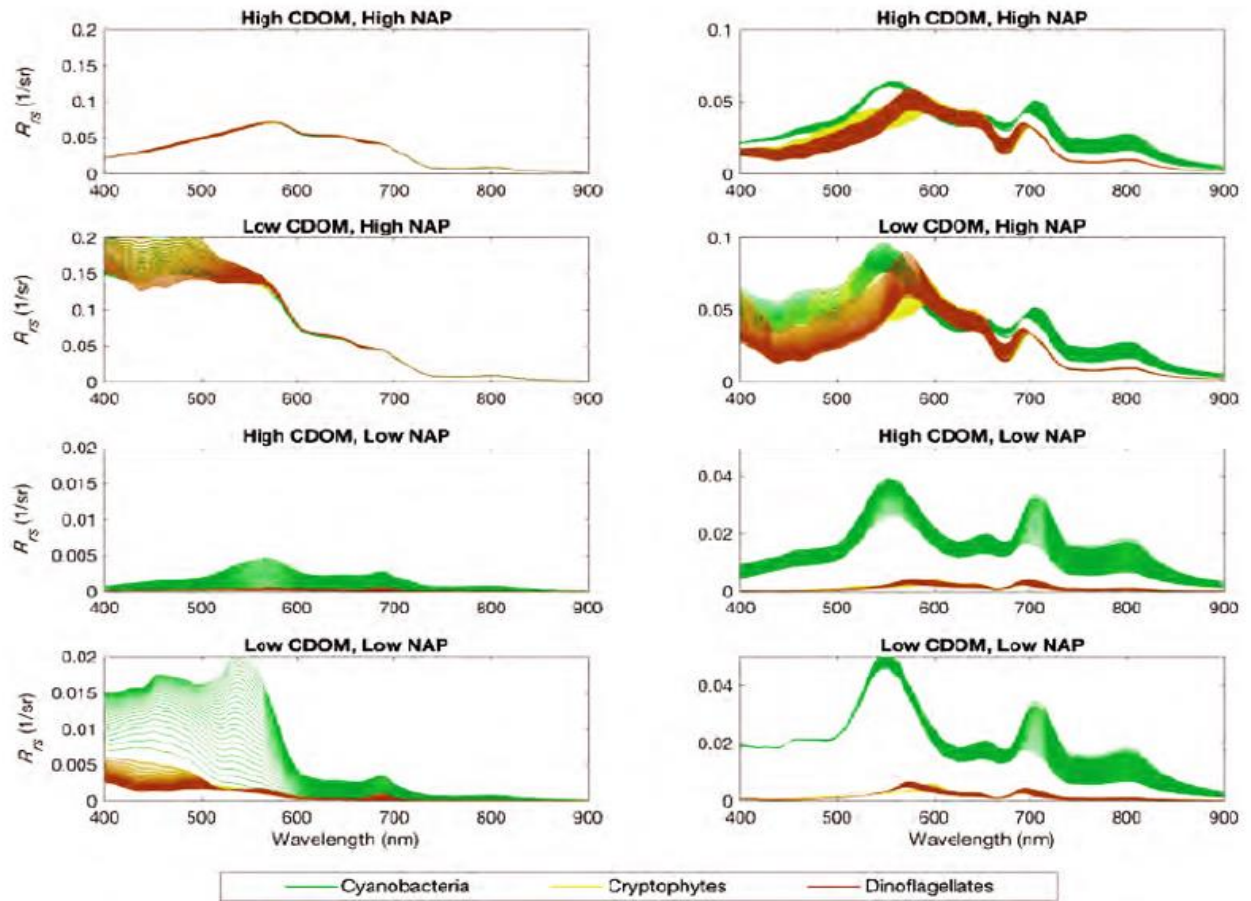 High CDOM, High NAP
0.2
0.15
0.1
0.05
0
R_rs (1/sr)
400 500 600 700 800 900
High CDOM, High NAP
0.1
0.05
0
400 500 600 700 800 900
Low CDOM, High NAP
0.2
0.15
0.1
0.05
0
R_rs (1/sr)
400 500 600 700 800 900
Low CDOM, High NAP
0.1
0.05
0
400 500 600 700 800 900
High CDOM, Low NAP
0.02
0.015
0.01
0.005
0
R_rs (1/sr)
400 500 600 700 800 900
High CDOM, Low NAP
0.04
0.02
0
400 500 600 700 800 900
Low CDOM, Low NAP
0.02
0.015
0.01
0.005
0
R_rs (1/sr)
400 500 600 700 800 900
Wavelength (nm)
Low CDOM, Low NAP
0.04
0.02
0
400 500 600 700 800 900
Wavelength (nm)
Cyanobacteria Cryptophytes Dinoflagellates